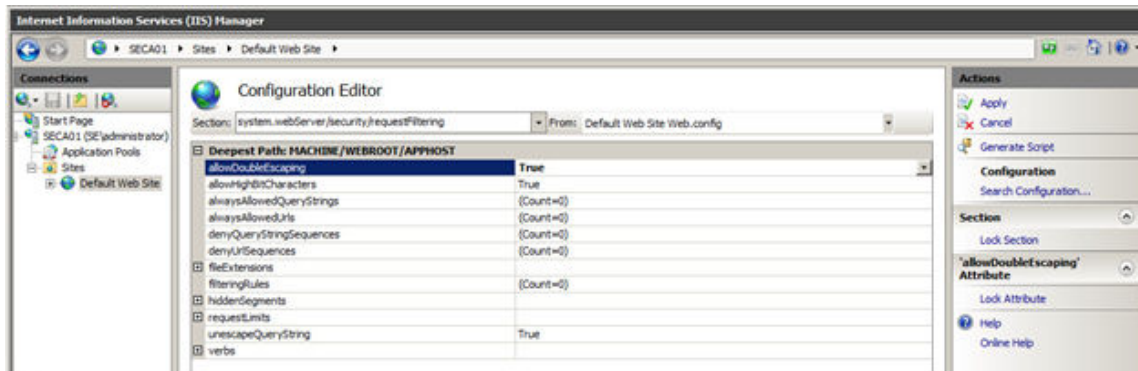 Internet Information Services (IIS) Manager
SECA01 Sites Default Web Site
Connections
Start Page
SECA01 (SE\administrator)
Application Pools
Sites
Default Web Site
Configuration Editor
Section: system.webServer/security/requestFiltering From: Default Web Site Web.config
Deepest Path: MACHINE/WEBROOT/APPHOST
allowDoubleEscaping True
allowHighBitCharacters True
alwaysAllowedQueryStrings (Count=0)
alwaysAllowedUrls (Count=0)
denyQueryStringSequences (Count=0)
denyUrlSequences (Count=0)
fileExtensions
filteringRules (Count=0)
hiddenSegments
requestLimits
unescapeQueryString True
verbs
Actions
Apply
Cancel
Generate Script
Configuration
Search Configuration...
Section
Lock Section
'allowDoubleEscaping'
Attribute
Lock Attribute
Help
Online Help